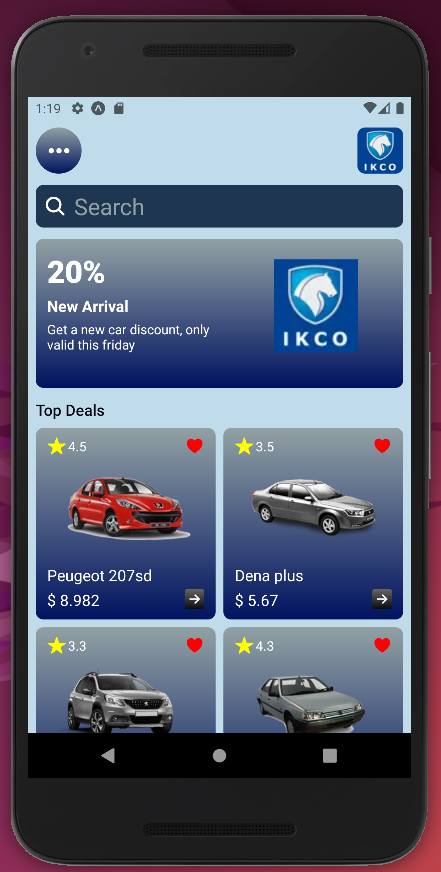 1:19
IKCO
Search
20%
New Arrival
Get a new car discount, only
valid this friday
IKCO
Top Deals
4.5
3.5
Peugeot 207sd
Dena plus
$ 8.982
$ 5.67
3.3
4.3